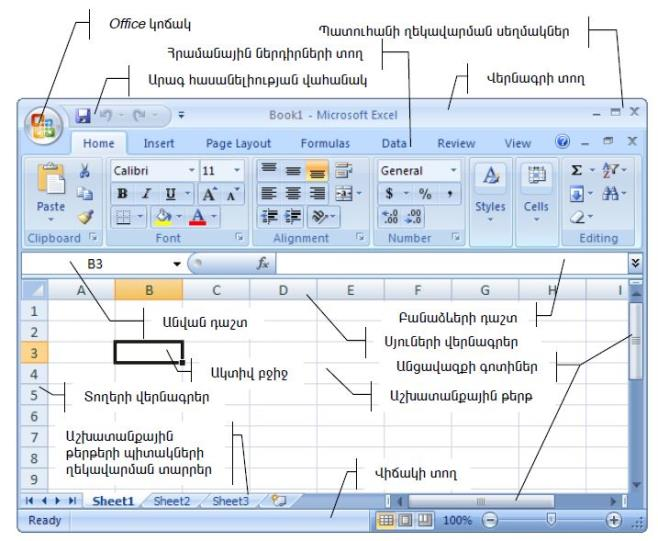 Office կոճակ
Պատուհանի ղեկավարման սեղմակներ
Հրամանային ներդիրների տող
Արագ հասանելիության վահանակ
Վերնագրի տող
Book1 - Microsoft Excel
Home Insert Page Layout Formulas Data Review View
Calibri 11 General
B I U A A $ % ,
Paste A Styles Cells
Clipboard Font Alignment Number Editing
B3 fx
A B C D E F G H I
1
Անվան դաշտ
Բանաձևերի դաշտ
2
Սյուների վերնագրեր
3
Ակտիվ բջիջ
Անցավազքի գոտիներ
4
Աշխատանքային թերթ
5
Տողերի վերնագրեր
6
7
Աշխատանքային
թերթերի պիտակների
ղեկավարման տարրեր
8
9
Վիճակի տող
Sheet1 Sheet2 Sheet3
Ready 100%